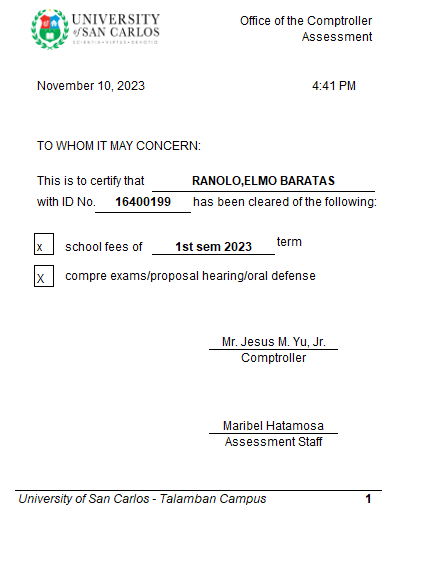 UNIVERSITY
of SAN CARLOS
SCIENTIA•VIRTUS•DEVOTIO
Office of the Comptroller
Assessment
November 10, 2023 4:41 PM
TO WHOM IT MAY CONCERN:
This is to certify that RANOLO,ELMO BARATAS
with ID No. 16400199 has been cleared of the following:
x school fees of 1st sem 2023 term
X compre exams/proposal hearing/oral defense
Mr. Jesus M. Yu, Jr.
Comptroller
Maribel Hatamosa
Assessment Staff
University of San Carlos - Talamban Campus 1